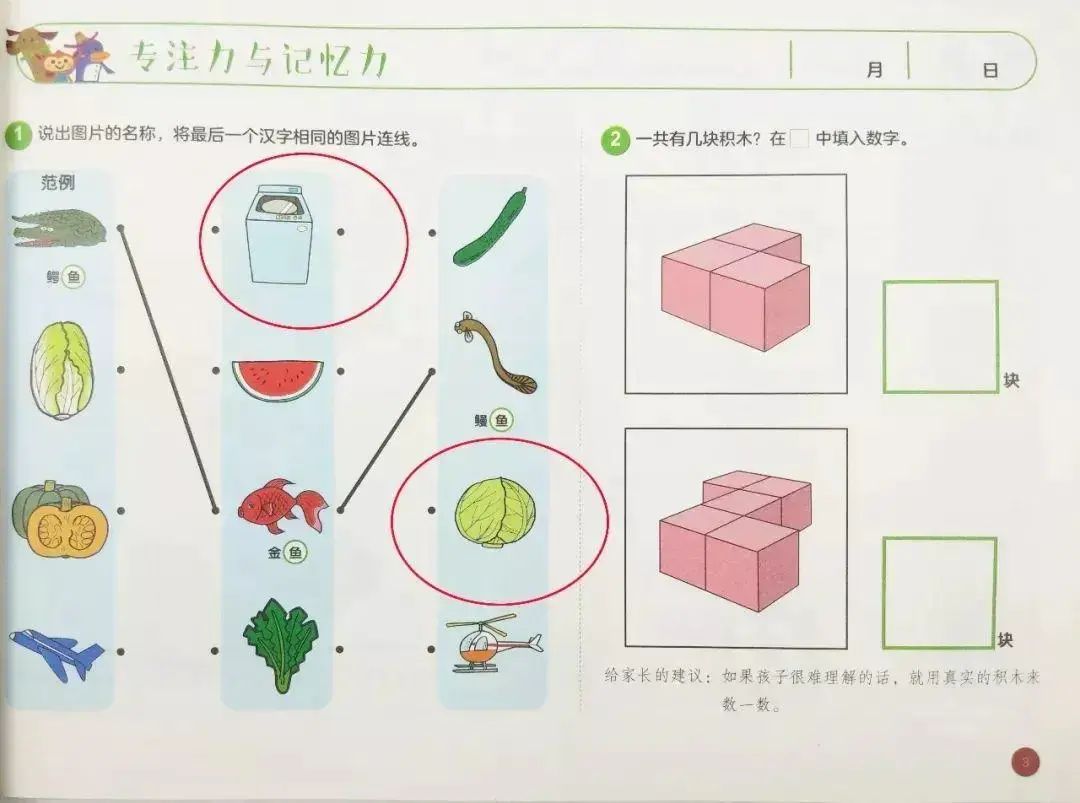 专注力与记忆力
月 日
1 说出图片的名称，将最后一个汉字相同的图片连线。
范例
鳄鱼
鳗鱼
金鱼
2 一共有几块积木？在 □ 中填入数字。
块
块
给家长的建议：如果孩子很难理解的话，就用真实的积木来
数一数。
3